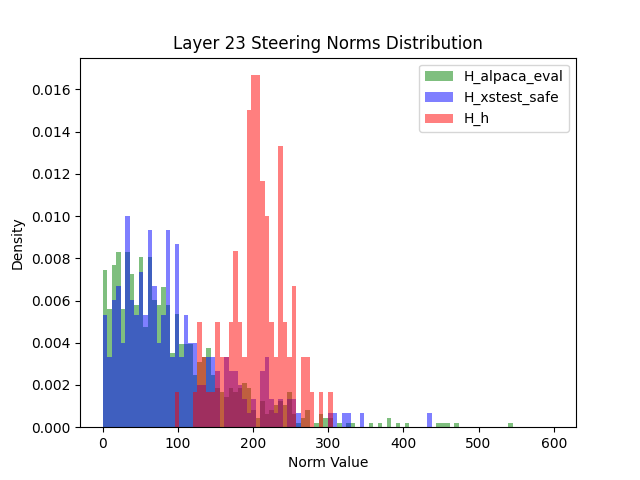 Layer 23 Steering Norms Distribution
H_alpaca_eval
H_xstest_safe
H_h
Density
0.016
0.014
0.012
0.010
0.008
0.006
0.004
0.002
0.000
0 100 200 300 400 500 600
Norm Value